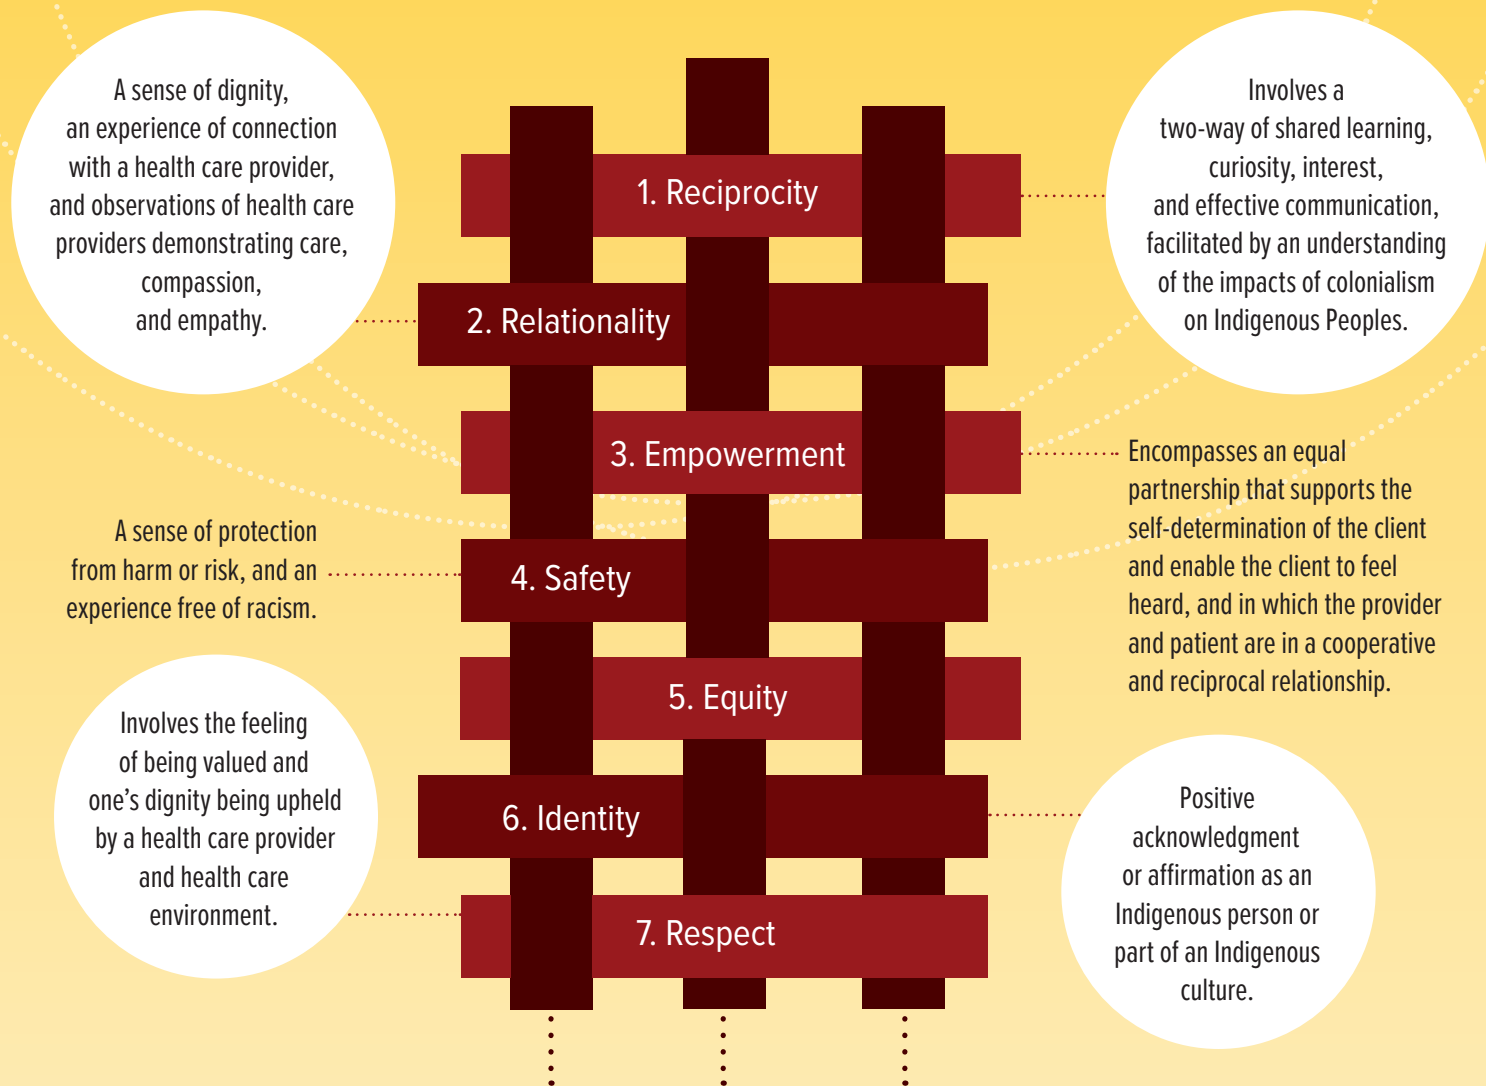 A sense of dignity,
an experience of connection
with a health care provider,
and observations of health care
providers demonstrating care,
compassion,
and empathy.
1. Reciprocity
Involves a
two-way of shared learning,
curiosity, interest,
and effective communication,
facilitated by an understanding
of the impacts of colonialism
on Indigenous Peoples.
2. Relationality
3. Empowerment
Encompasses an equal
partnership that supports the
self-determination of the client
and enable the client to feel
heard, and in which the provider
and patient are in a cooperative
and reciprocal relationship.
A sense of protection
from harm or risk, and an
experience free of racism.
4. Safety
5. Equity
Involves the feeling
of being valued and
one’s dignity being upheld
by a health care provider
and health care
environment.
6. Identity
Positive
acknowledgment
or affirmation as an
Indigenous person or
part of an Indigenous
culture.
7. Respect